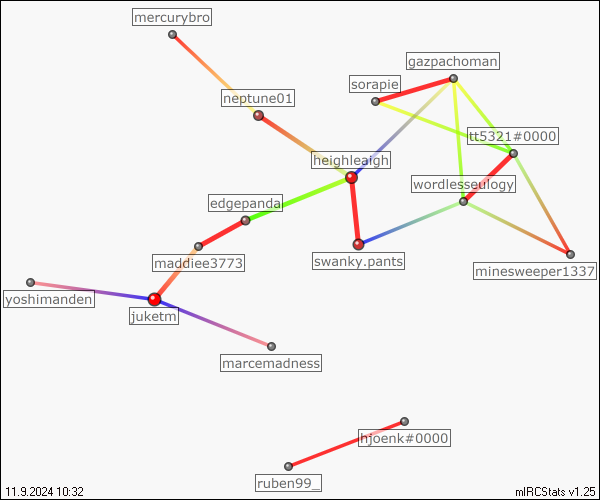 mercurybro
gazpachoman
sorapie
neptune01
tt5321#0000
heighleaigh
wordlesseulogy
edgepanda
swanky.pants
maddiee3773
minesweeper1337
yoshimanden
juketm
marcemadness
hjoenk#0000
ruben99_
11.9.2024 10:32
mIRCStats v1.25